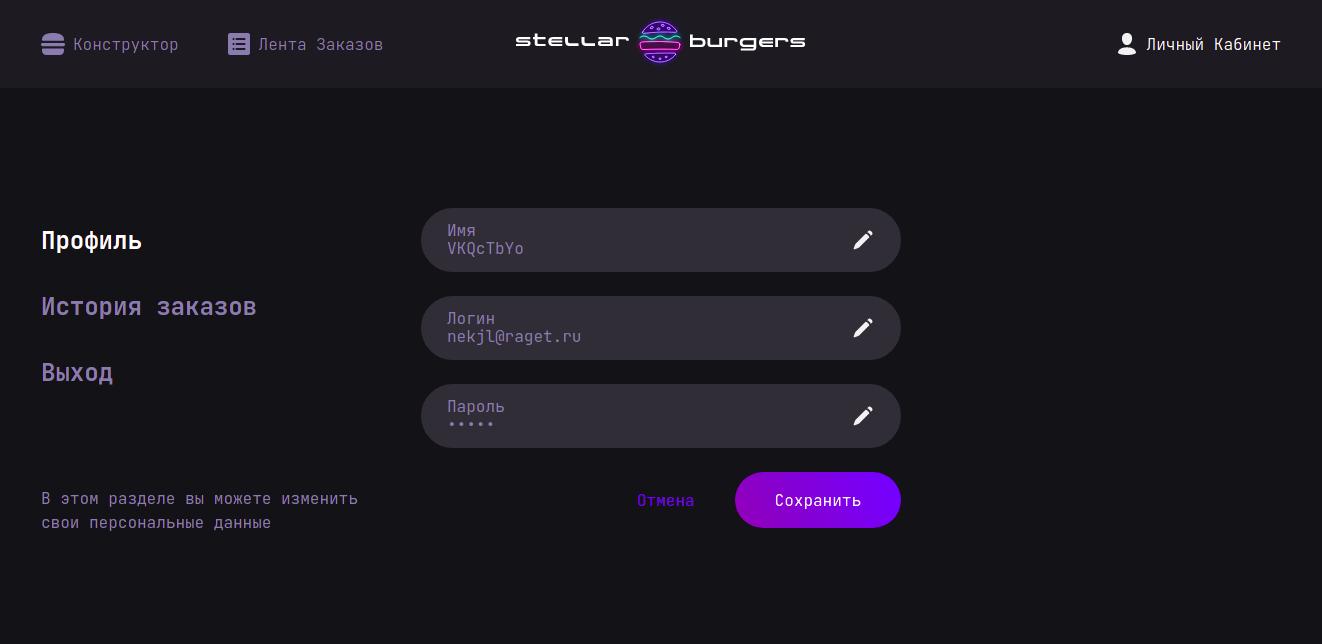 Конструктор
Лента Заказов
stellar burgers
Личный Кабинет
Профиль
История заказов
Выход
В этом разделе вы можете изменить
свои персональные данные
Имя
VKQcTbYo
Логин
nekjl@raget.ru
Пароль
•••••
Отмена
Сохранить